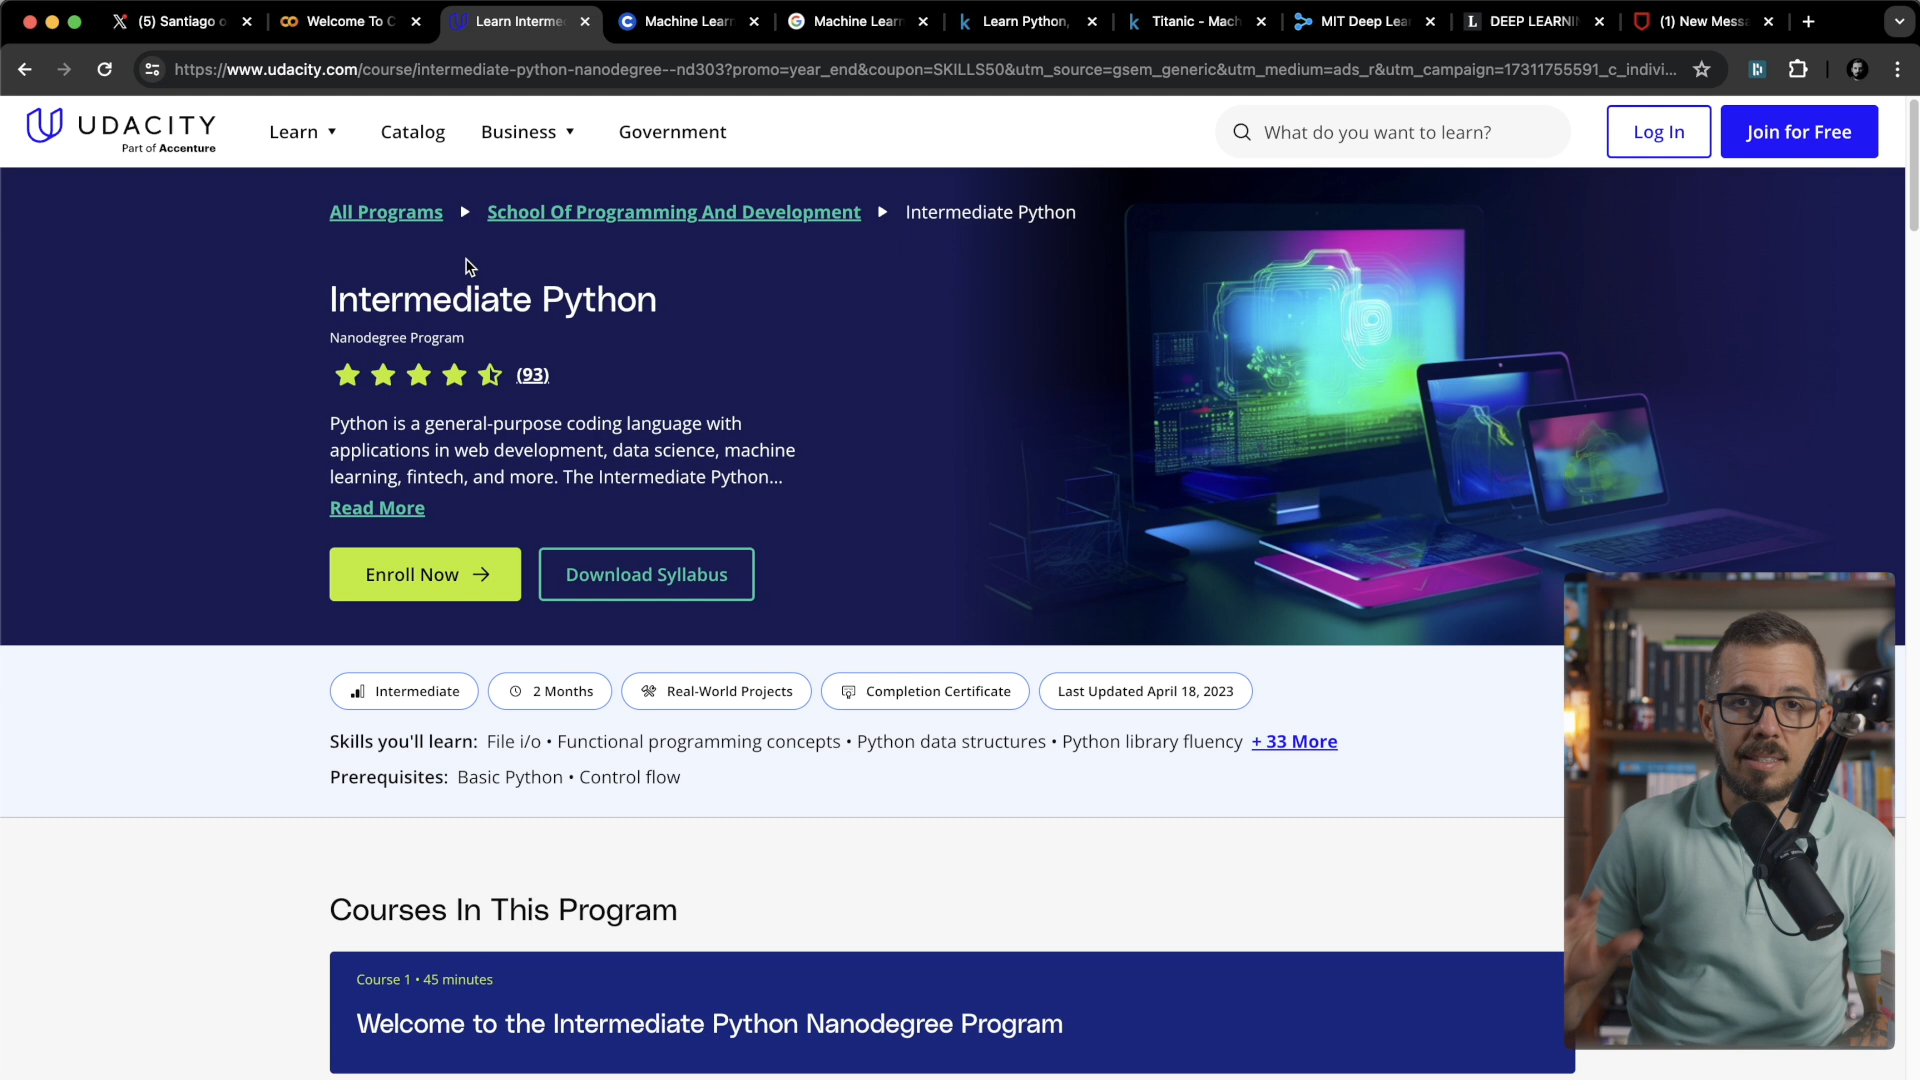 (5) Santiago o
Welcome To C
Learn Interme
Machine Learn
Machine Learn
Learn Python,
Titanic - Mach
MIT Deep Lea
DEEP LEARNIN
(1) New Messa
https://www.udacity.com/course/intermediate-python-nanodegree--nd303?promo=year_end&coupon=SKILLS50&utm_source=gsem_generic&utm_medium=ads_r&utm_campaign=17311755591_c_indivi...
UDACITY
Part of Accenture
Learn
Catalog
Business
Government
What do you want to learn?
Log In
Join for Free
All Programs
School Of Programming And Development
Intermediate Python
Intermediate Python
Nanodegree Program
(93)
Python is a general-purpose coding language with
applications in web development, data science, machine
learning, fintech, and more. The Intermediate Python...
Read More
Enroll Now
Download Syllabus
Intermediate
2 Months
Real-World Projects
Completion Certificate
Last Updated April 18, 2023
Skills you'll learn: File i/o • Functional programming concepts • Python data structures • Python library fluency + 33 More
Prerequisites: Basic Python • Control flow
Courses In This Program
Course 1 • 45 minutes
Welcome to the Intermediate Python Nanodegree Program